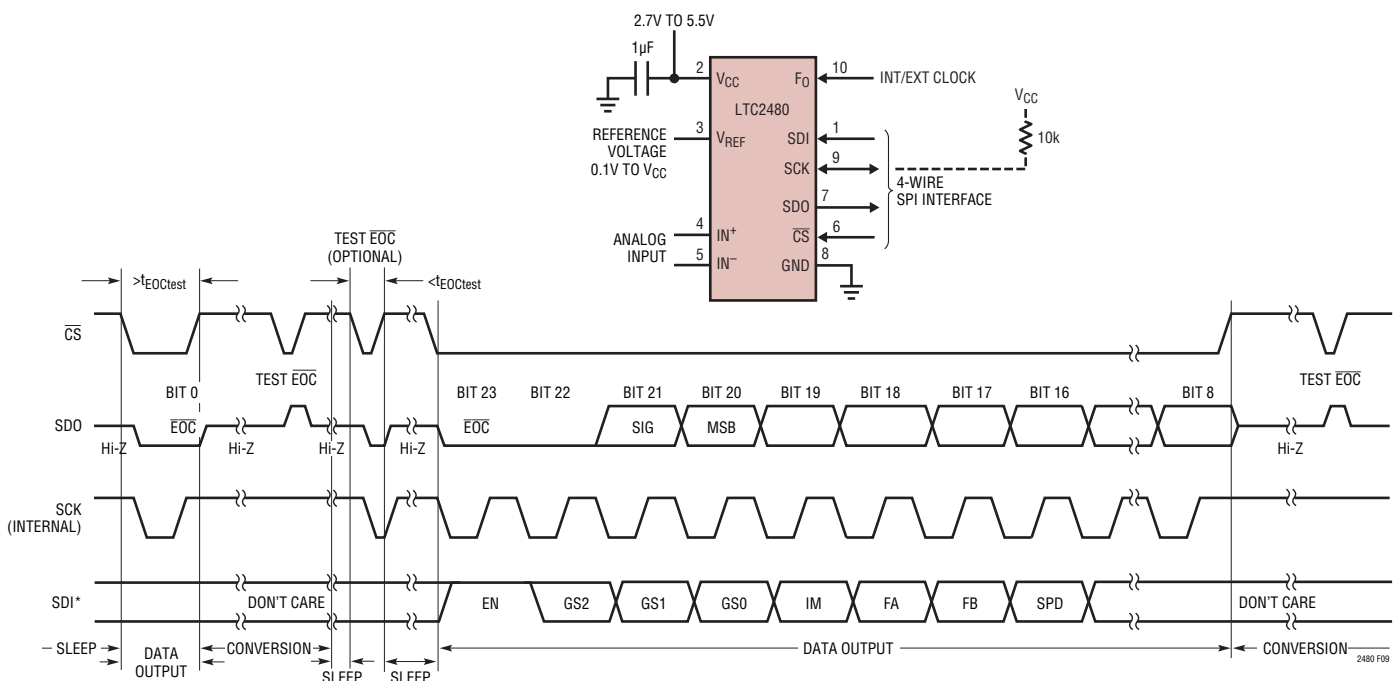 2.7V TO 5.5V
1µF
2
VCC
FO
10
INT/EXT CLOCK
LTC2480
VCC
10k
REFERENCE
VOLTAGE
0.1V TO VCC
3
VREF
SDI
1
SCK
9
4-WIRE
SPI INTERFACE
SDO
7
ANALOG
INPUT
4
IN+
5
IN–
CS
6
GND
8
TEST EOC
(OPTIONAL)
>tEOCtest
<tEOCtest
CS
BIT 0
TEST EOC
BIT 23
BIT 22
BIT 21
BIT 20
BIT 19
BIT 18
BIT 17
BIT 16
BIT 8
TEST EOC
SDO
EOC
EOC
SIG
MSB
Hi-Z
Hi-Z
Hi-Z
Hi-Z
Hi-Z
SCK
(INTERNAL)
SDI*
DON'T CARE
EN
GS2
GS1
GS0
IM
FA
FB
SPD
DON'T CARE
SLEEP
DATA
OUTPUT
CONVERSION
SLEEP
SLEEP
DATA OUTPUT
CONVERSION
2480 F09